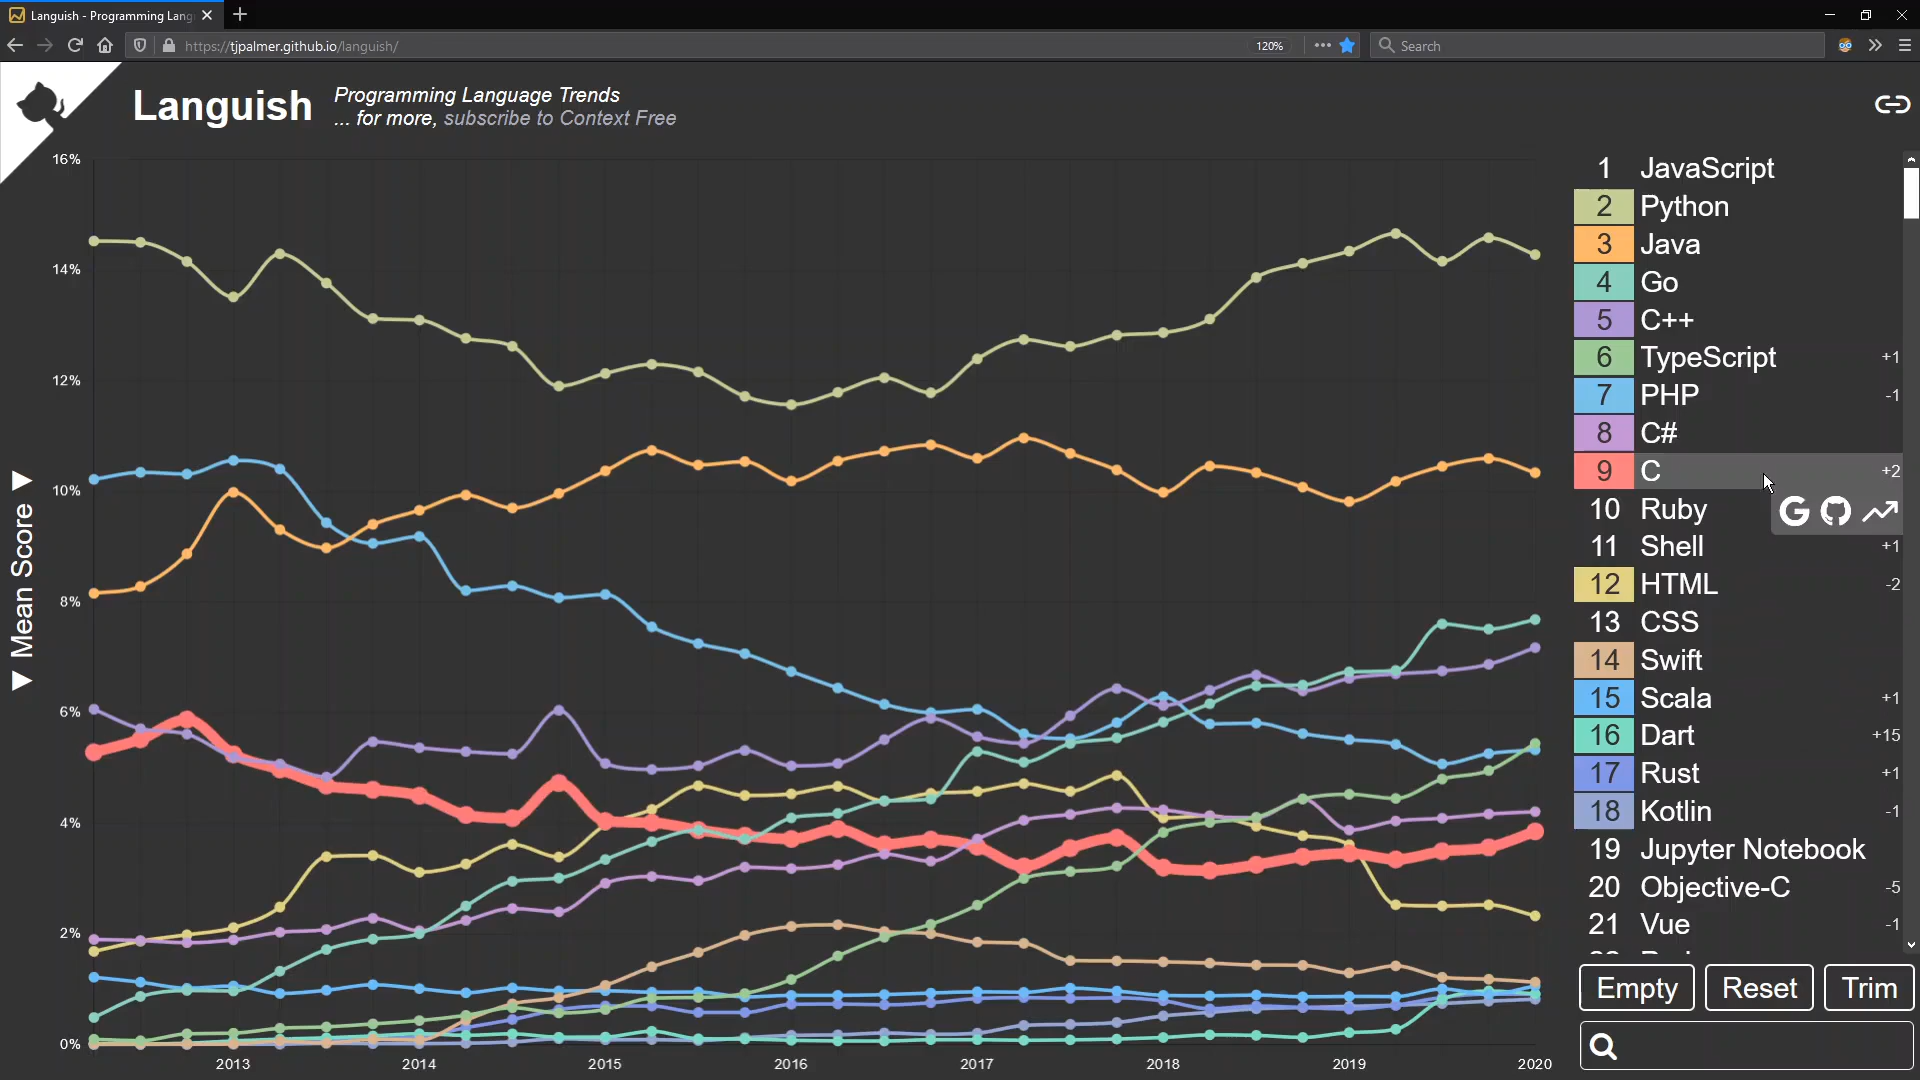 Languish - Programming Lang
https://tjpalmer.github.io/languish/
120%
Search
Languish
Programming Language Trends
... for more, subscribe to Context Free
16%
14%
12%
10%
8%
6%
4%
2%
0%
Mean Score
2013
2014
2015
2016
2017
2018
2019
2020
1 JavaScript
2 Python
3 Java
4 Go
5 C++
6 TypeScript +1
7 PHP -1
8 C#
9 C +2
10 Ruby
11 Shell +1
12 HTML -2
13 CSS
14 Swift
15 Scala +1
16 Dart +15
17 Rust +1
18 Kotlin -1
19 Jupyter Notebook
20 Objective-C -5
21 Vue -1
Empty
Reset
Trim